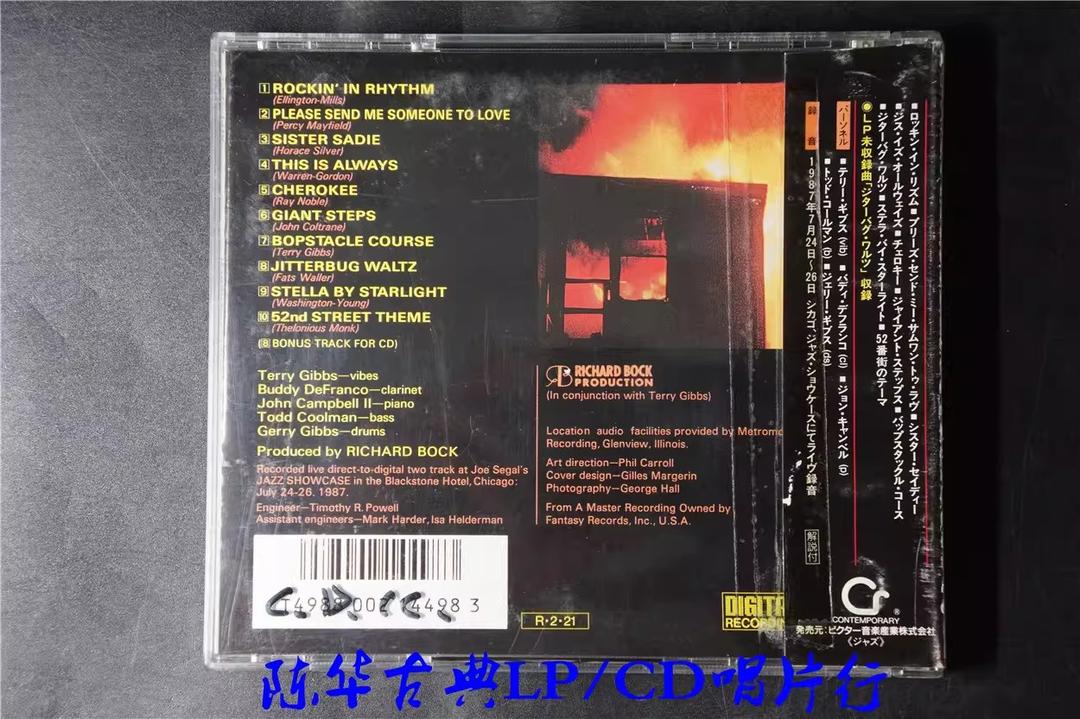 1 ROCKIN' IN RHYTHM
(Ellington-Mills)
2 PLEASE SEND ME SOMEONE TO LOVE
(Percy Mayfield)
3 SISTER SADIE
(Horace Silver)
4 THIS IS ALWAYS
(Warren-Gordon)
5 CHEROKEE
(Ray Noble)
6 GIANT STEPS
(John Coltrane)
7 BOPSTACLE COURSE
(Terry Gibbs)
8 JITTERBUG WALTZ
(Fats Waller)
9 STELLA BY STARLIGHT
(Washington-Young)
10 52nd STREET THEME
(Thelonious Monk)
(8 BONUS TRACK FOR CD)
Terry Gibbs—vibes
Buddy DeFranco—clarinet
John Campbell II—piano
Todd Coolman—bass
Gerry Gibbs—drums
Produced by RICHARD BOCK
Recorded live direct-to-digital two track at Joe Segal's
JAZZ SHOWCASE in the Blackstone Hotel, Chicago:
July 24-26. 1987.
Engineer—Timothy R. Powell
Assistant engineers—Mark Harder, Isa Helderman
RICHARD BOCK
PRODUCTION
(In conjunction with Terry Gibbs)
Location audio facilities provided by Metromo
Recording, Glenview, Illinois.
Art direction—Phil Carroll
Cover design—Gilles Margerin
Photography—George Hall
From A Master Recording Owned by
Fantasy Records, Inc., U.S.A.
002 14498 3
R・2・21
DIGITA
RECORDIN
■ロッキン・イン・リズム■プリーズ・センド・ミー・サムワン・トゥ・ラヴ■シスター・セイディー
■ジス・イズ・オールウェイズ■チェロキー■ジャイアント・ステップス■バップスタックル・コース
■ジターバグ・ワルツ■ステラ・バイ・スターライト■52番街のテーマ
●LP未収録曲「ジターバグ・ワルツ」収録
パーソネル
■テリー・ギブス(vib)■バディ・デフランコ(cl)■ジョン・キャンベル(p)
■トッド・コールマン(b)■ジェリー・ギブス(ds)
録音
1987年7月24日〜26日 シカゴ、ジャズ・ショウケースにてライヴ録音
解説付
CONTEMPORARY
®
発売元:ビクター音楽産業株式会社
《ジャズ》
陈华古典LP/CD唱片行